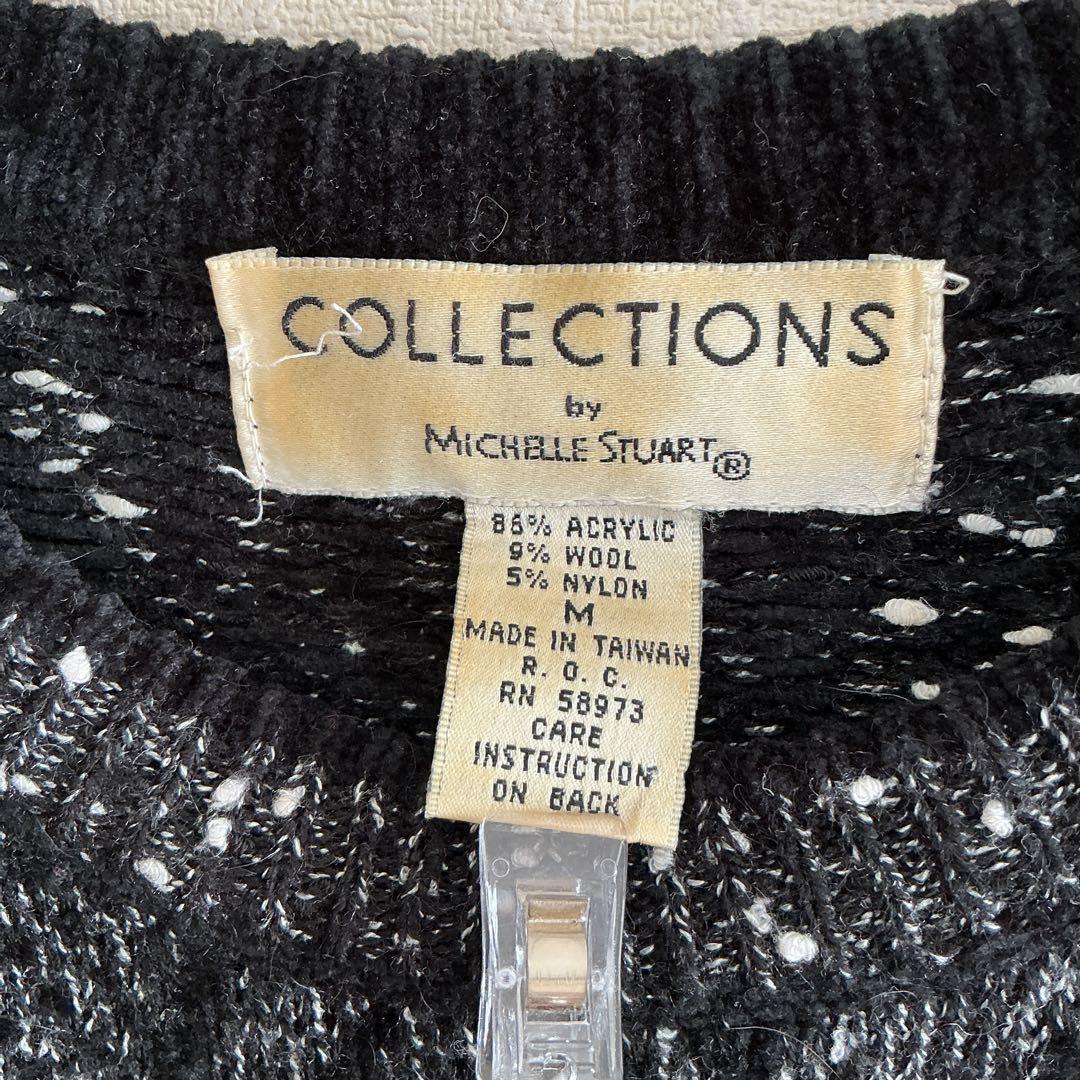 COLLECTIONS
by
MICHELLE STUART®
86% ACRYLIC
9% WOOL
5% NYLON
M
MADE IN TAIWAN
R. O. C.
RN 58973
CARE
INSTRUCTION
ON BACK